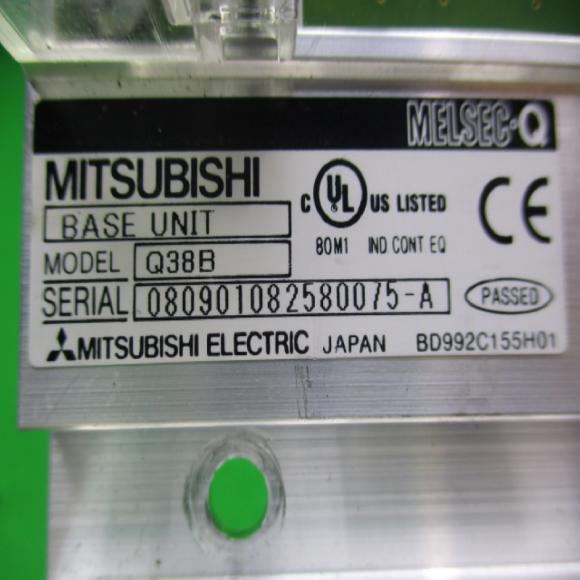 MELSEC-Q
MITSUBISHI
BASE UNIT
C UL US LISTED
80M1 IND. CONT. EQ
CE
MODEL Q38B
SERIAL 080901082580075-A
PASSED
MITSUBISHI ELECTRIC JAPAN BD992C155H01